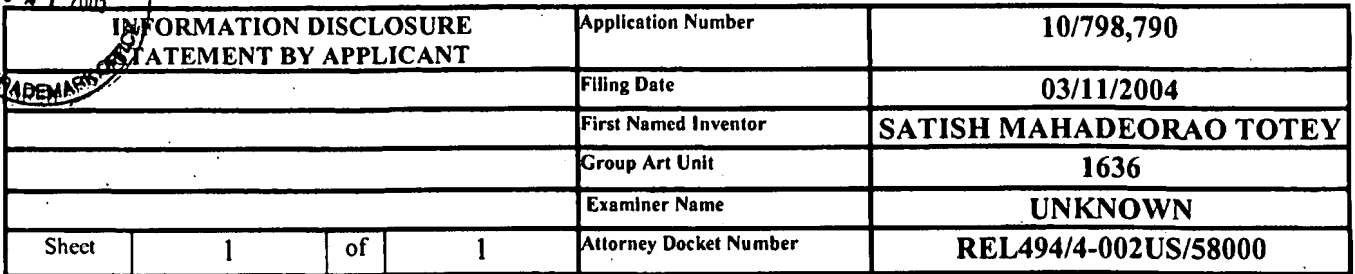 INFORMATION DISCLOSURE
STATEMENT BY APPLICANT
Application Number
10/798,790
Filing Date
03/11/2004
First Named Inventor
SATISH MAHADEORAO TOTEY
Group Art Unit
1636
Examiner Name
UNKNOWN
Sheet 1 of 1
Attorney Docket Number
REL494/4-002US/58000